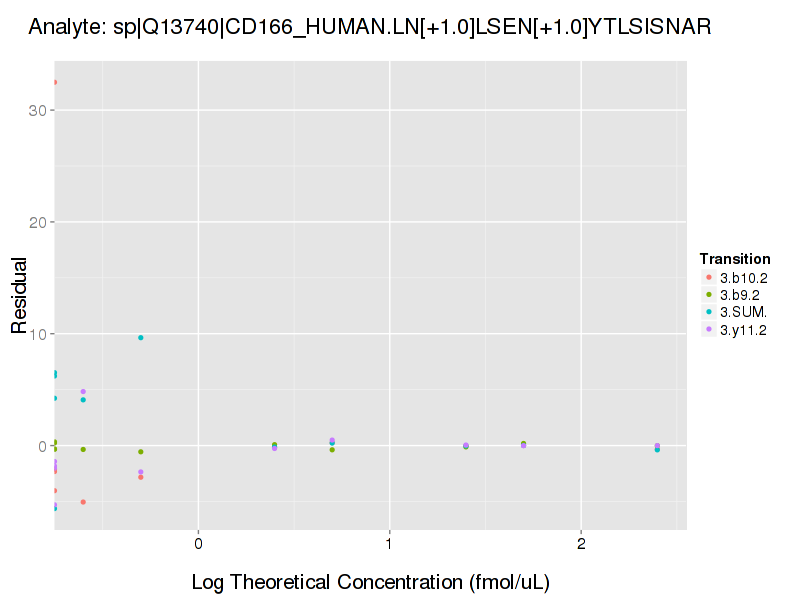 Analyte: sp|Q13740|CD166_HUMAN.LN[+1.0]LSEN[+1.0]YTLSISNAR
30
20
10
0
Residual
0 1 2
Log Theoretical Concentration (fmol/uL)
Transition
3.b10.2
3.b9.2
3.SUM.
3.y11.2